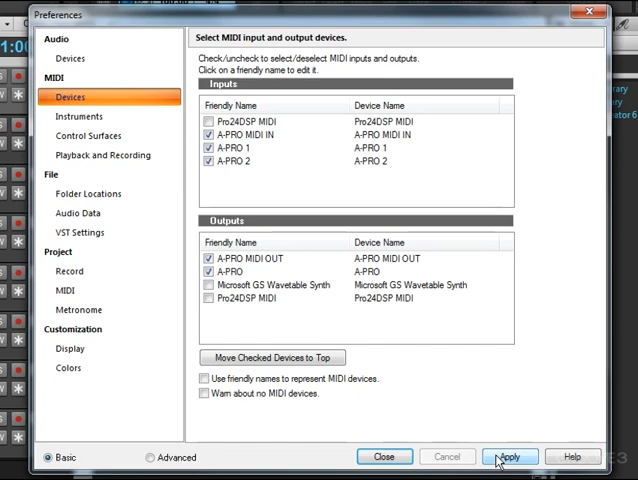 Preferences
1:00
Audio
Devices
MIDI
Devices
Instruments
Control Surfaces
Playback and Recording
File
Folder Locations
Audio Data
VST Settings
Project
Record
MIDI
Metronome
Customization
Display
Colors
Basic
Advanced
Select MIDI input and output devices.
Check/uncheck to select/deselect MIDI inputs and outputs.
Click on a friendly name to edit it.
Inputs
Friendly Name Device Name
Pro24DSP MIDI Pro24DSP MIDI
A-PRO MIDI IN A-PRO MIDI IN
A-PRO 1 A-PRO 1
A-PRO 2 A-PRO 2
Outputs
Friendly Name Device Name
A-PRO MIDI OUT A-PRO MIDI OUT
A-PRO A-PRO
Microsoft GS Wavetable Synth Microsoft GS Wavetable Synth
Pro24DSP MIDI Pro24DSP MIDI
Move Checked Devices to Top
Use friendly names to represent MIDI devices.
Warn about no MIDI devices.
Close Cancel Apply Help